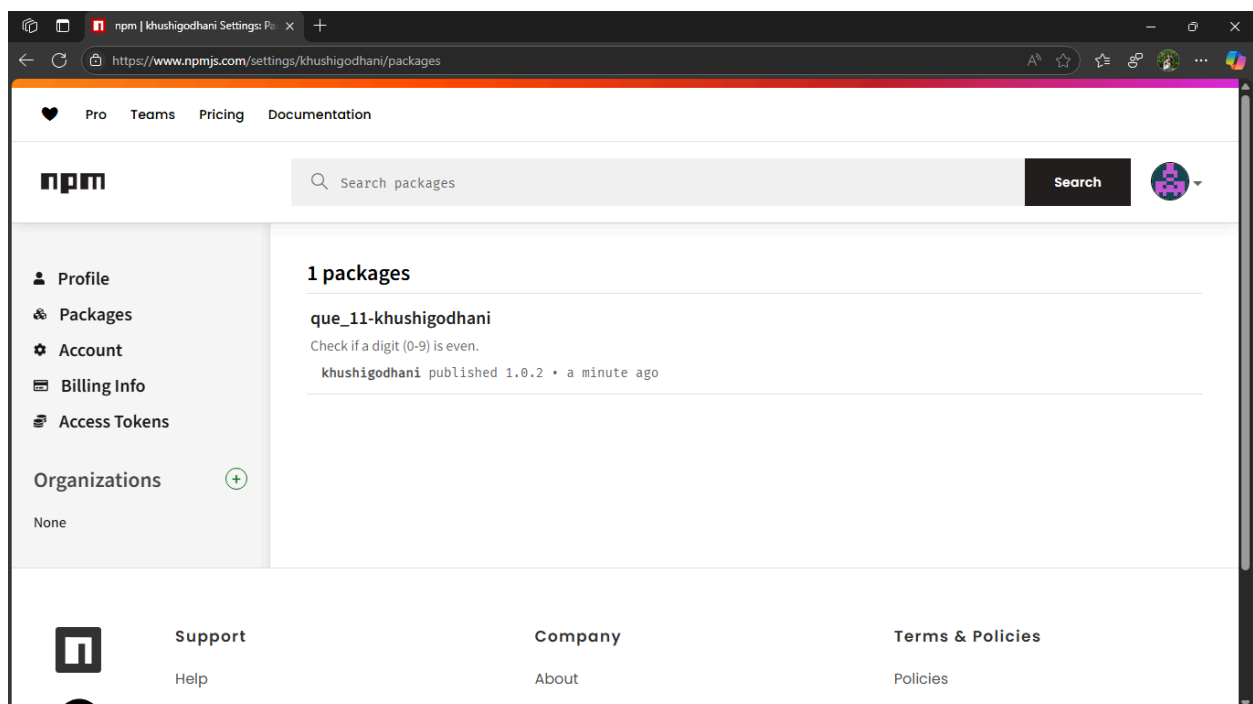 npm | khushigodhani Settings: Pa
https://www.npmjs.com/settings/khushigodhani/packages
Pro Teams Pricing Documentation
npm
Search packages
Search
Profile
Packages
Account
Billing Info
Access Tokens
Organizations
None
1 packages
que_11-khushigodhani
Check if a digit (0-9) is even.
khushigodhani published 1.0.2 • a minute ago
Support
Help
Company
About
Terms & Policies
Policies